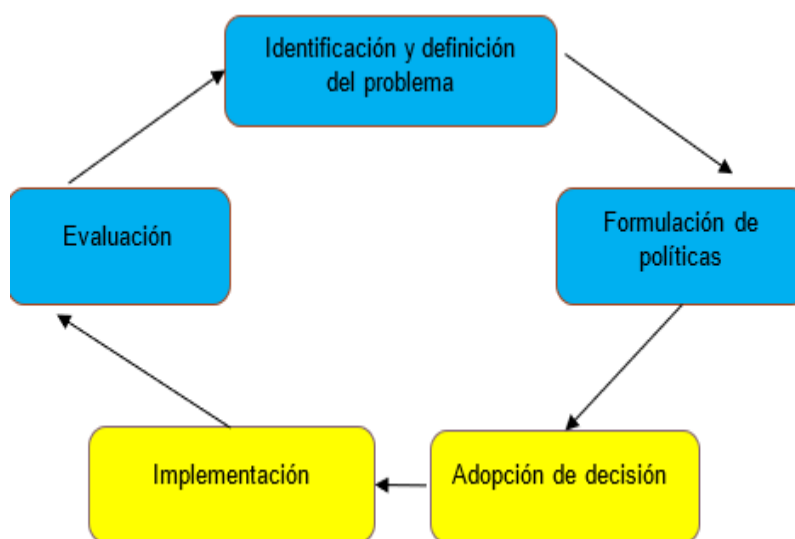 Identificación y definición
del problema
Formulación de
políticas
Adopción de decisión
Implementación
Evaluación